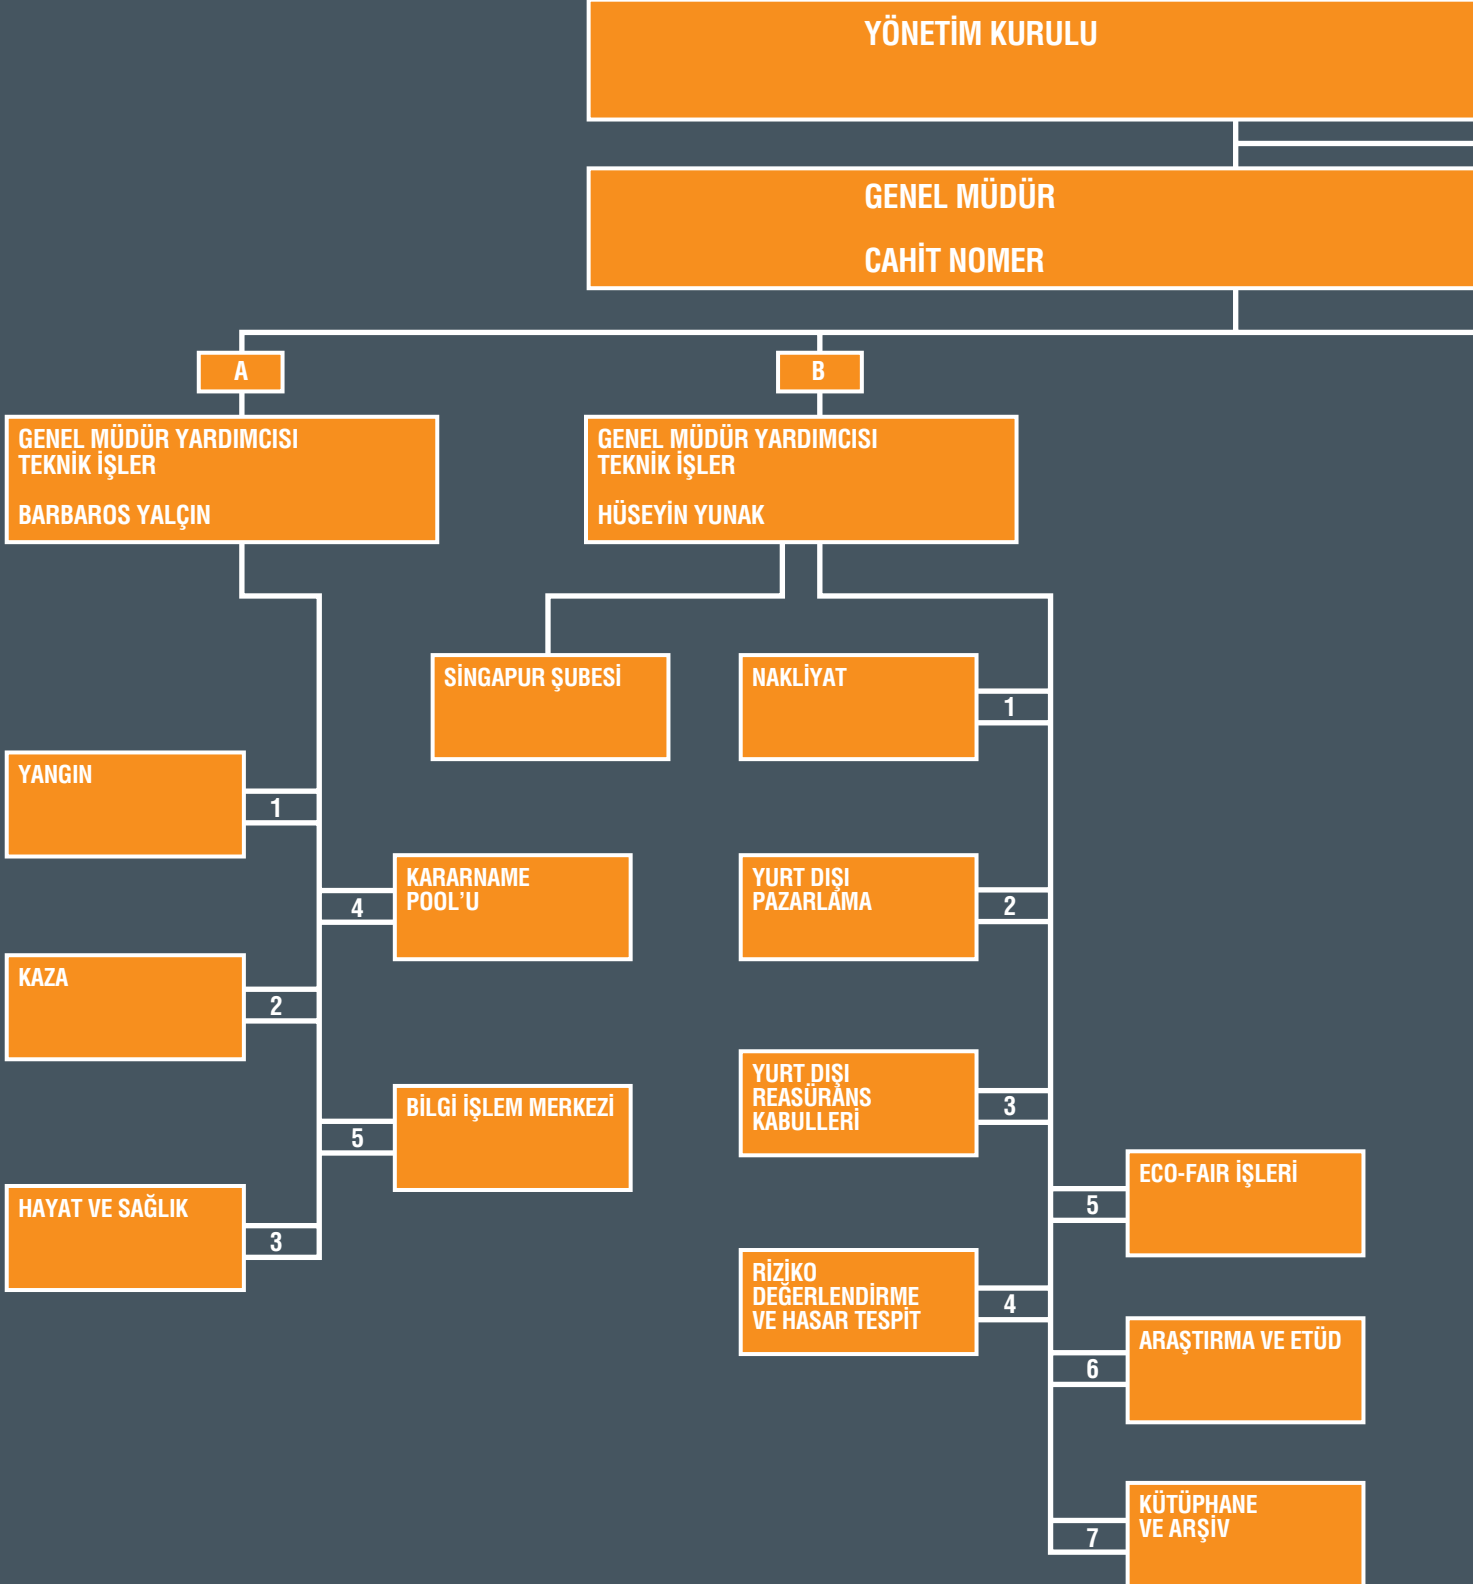 YÖNETİM KURULU
GENEL MÜDÜR
CAHİT NOMER
A
GENEL MÜDÜR YARDIMCISI
TEKNİK İŞLER
BARBAROS YALÇIN
B
GENEL MÜDÜR YARDIMCISI
TEKNİK İŞLER
HÜSEYİN YUNAK
YANGIN
1
KAZA
2
HAYAT VE SAĞLIK
3
4
KARARNAME
POOL'U
5
BİLGİ İŞLEM MERKEZİ
SİNGAPUR ŞUBESİ
NAKLİYAT
1
YURT DIŞI
PAZARLAMA
2
YURT DIŞI
REASÜRANS
KABULLERİ
3
RİZİKO
DEĞERLENDİRME
VE HASAR TESPİT
4
5
ECO-FAIR İŞLERİ
6
ARAŞTIRMA VE ETÜD
7
KÜTÜPHANE
VE ARŞİV